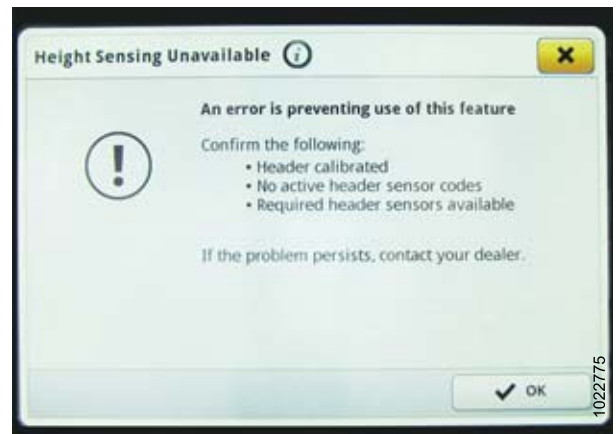 Height Sensing Unavailable
An error is preventing use of this feature
Confirm the following:
• Header calibrated
• No active header sensor codes
• Required header sensors available
If the problem persists, contact your dealer.
OK
1022775